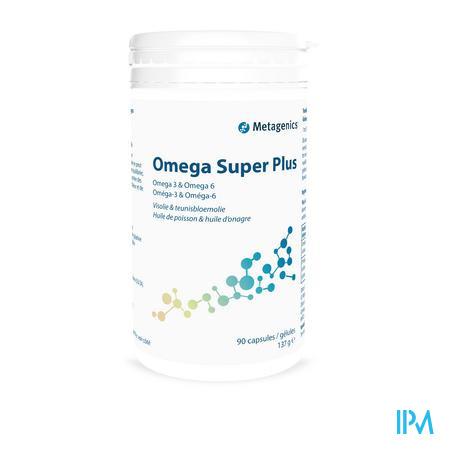 Metagenics
Omega Super Plus
Omega 3 & Omega 6
Oméga-3 & Oméga-6
Visolie & teunisbloemolie
Huile de poisson & huile d'onagre
90 capsules / gélules
137 g e
IPM